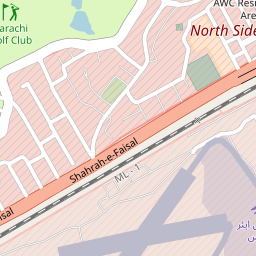 AWC Resi
Area
arachi
olf Club
North Side
Shahrah-e-Faisal
ML - 1
isal